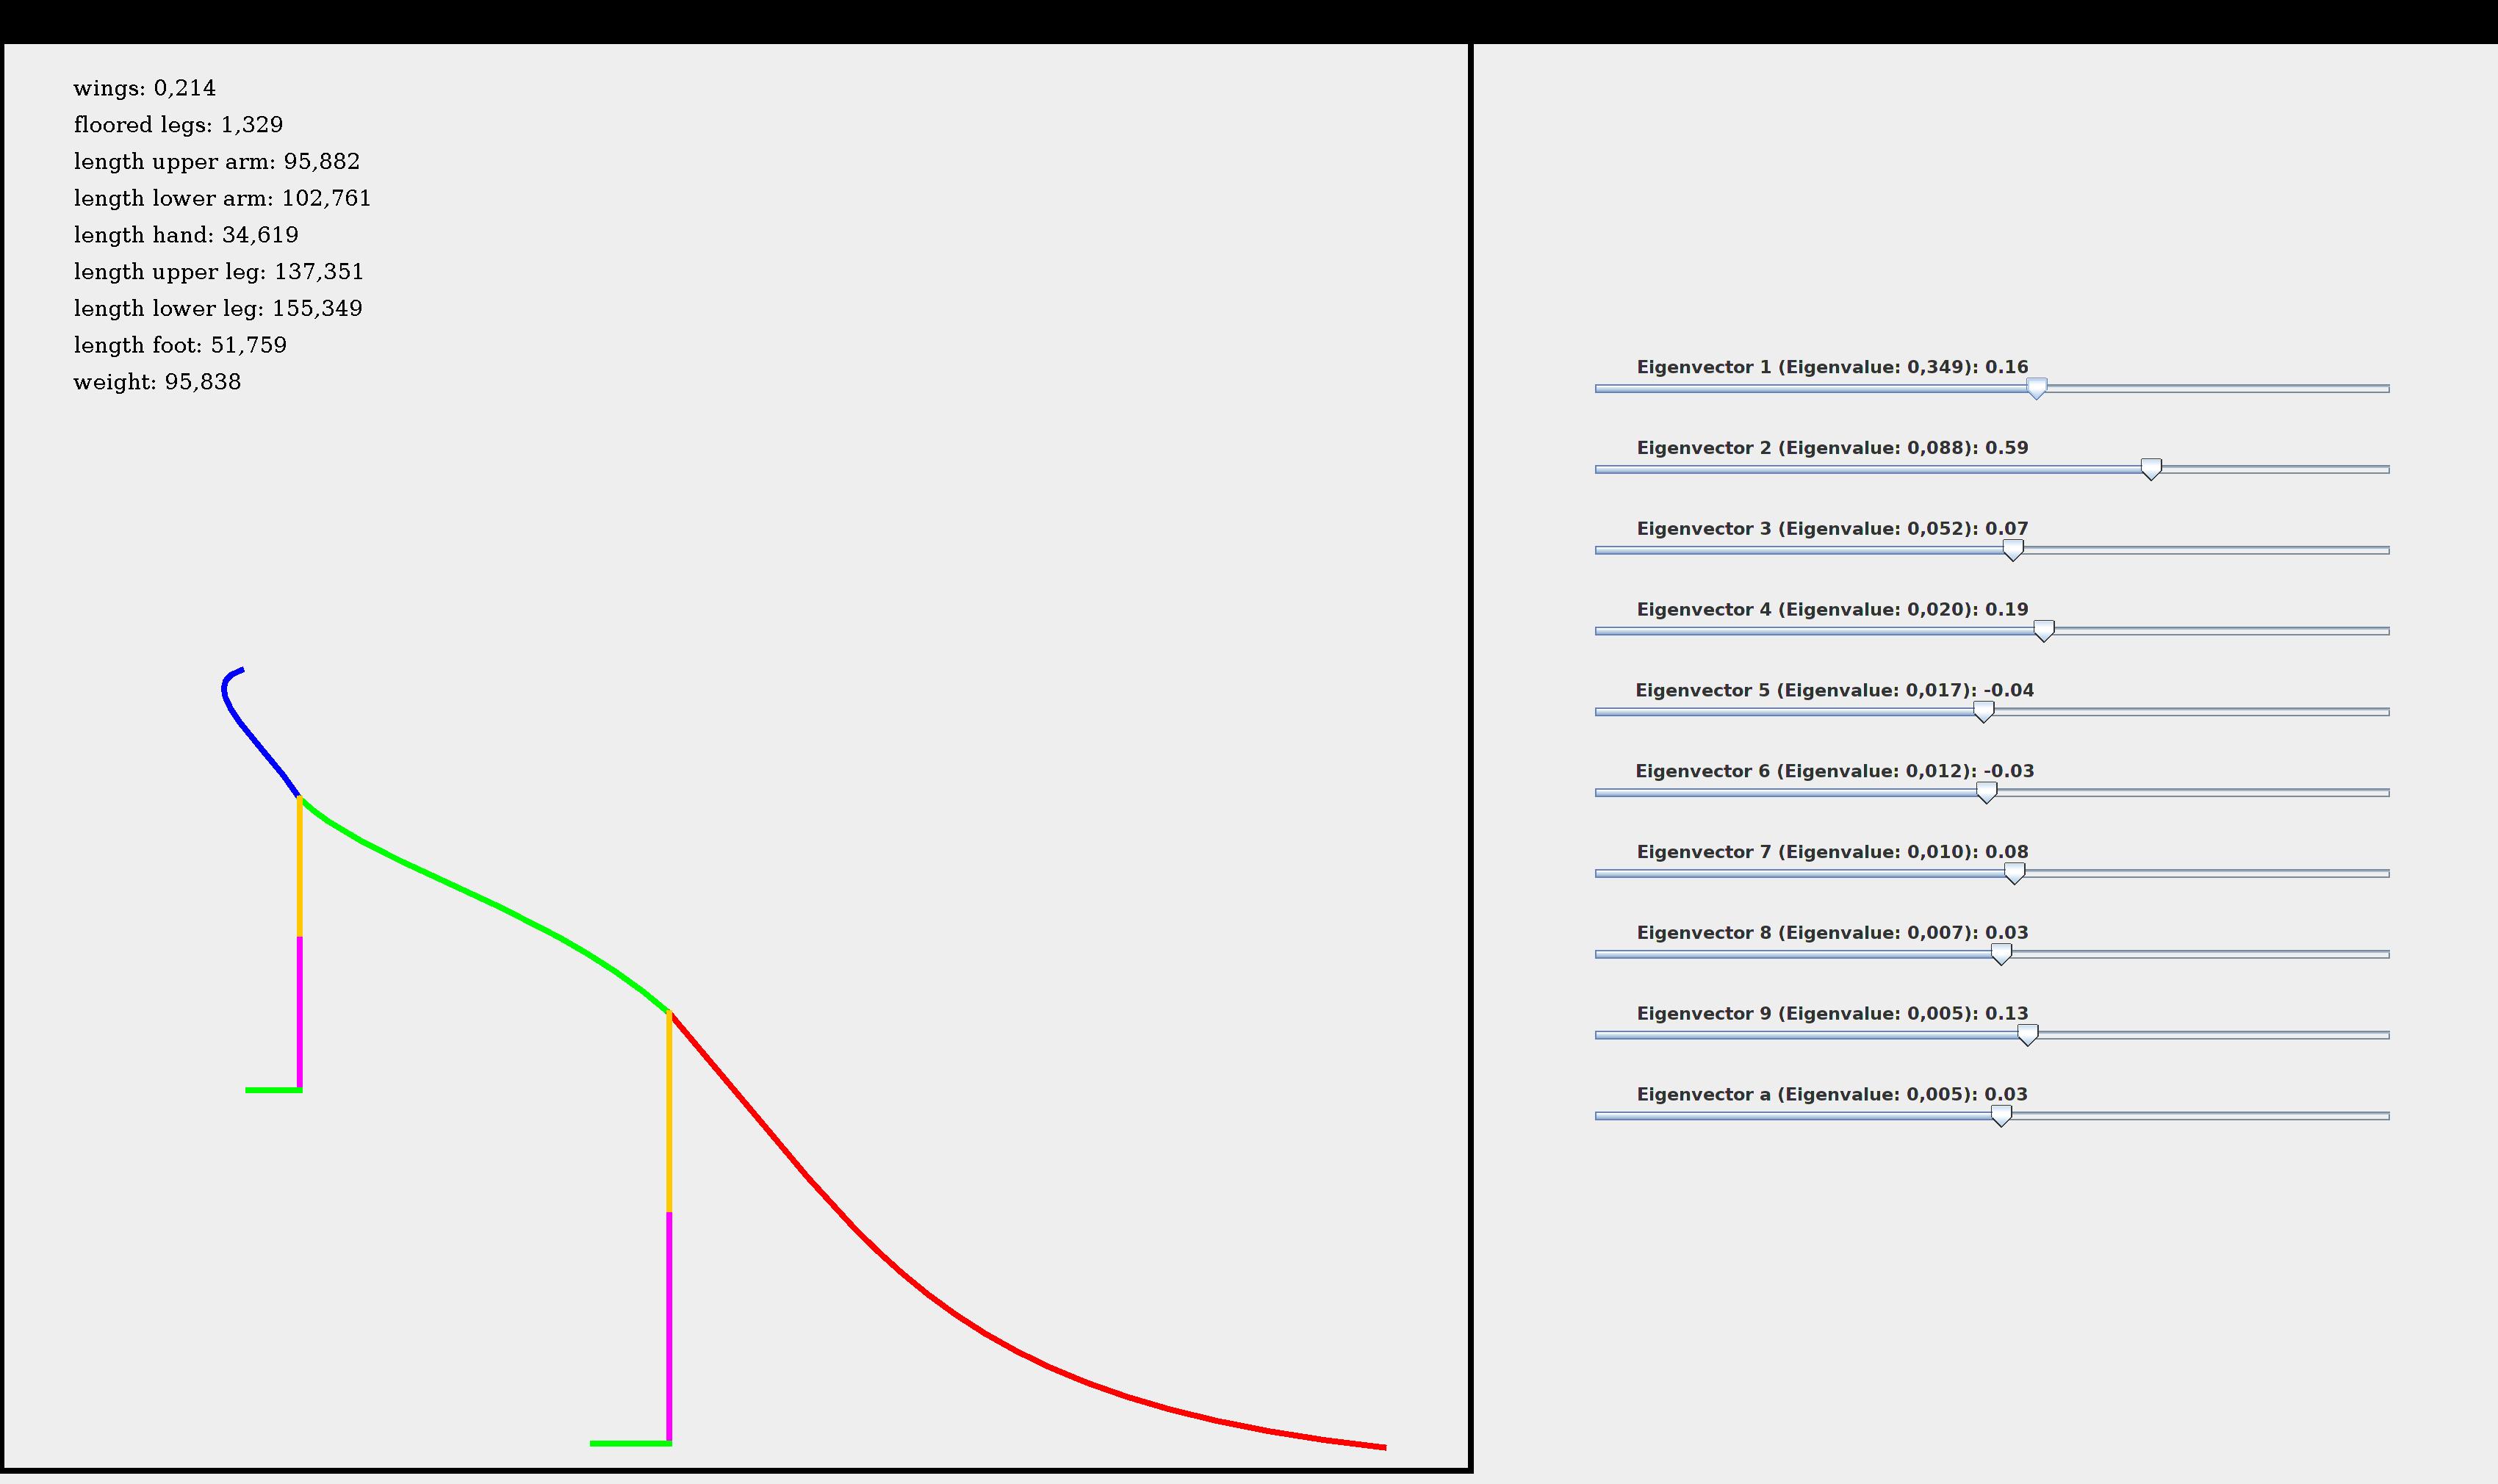 wings: 0,214
floored legs: 1,329
length upper arm: 95,882
length lower arm: 102,761
length hand: 34,619
length upper leg: 137,351
length lower leg: 155,349
length foot: 51,759
weight: 95,838
Eigenvector 1 (Eigenvalue: 0,349): 0.16
Eigenvector 2 (Eigenvalue: 0,088): 0.59
Eigenvector 3 (Eigenvalue: 0,052): 0.07
Eigenvector 4 (Eigenvalue: 0,020): 0.19
Eigenvector 5 (Eigenvalue: 0,017): -0.04
Eigenvector 6 (Eigenvalue: 0,012): -0.03
Eigenvector 7 (Eigenvalue: 0,010): 0.08
Eigenvector 8 (Eigenvalue: 0,007): 0.03
Eigenvector 9 (Eigenvalue: 0,005): 0.13
Eigenvector a (Eigenvalue: 0,005): 0.03